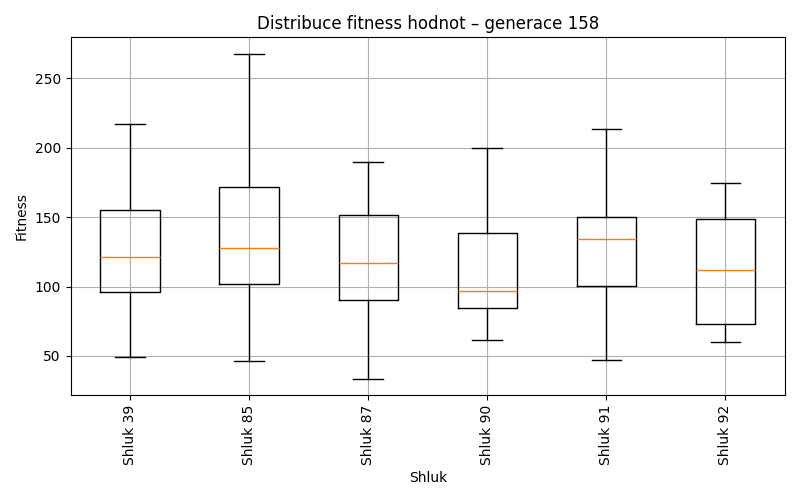 Distribuce fitness hodnot – generace 158
Fitness
250
200
150
100
50
Shluk 39
Shluk 85
Shluk 87
Shluk 90
Shluk 91
Shluk 92
Shluk